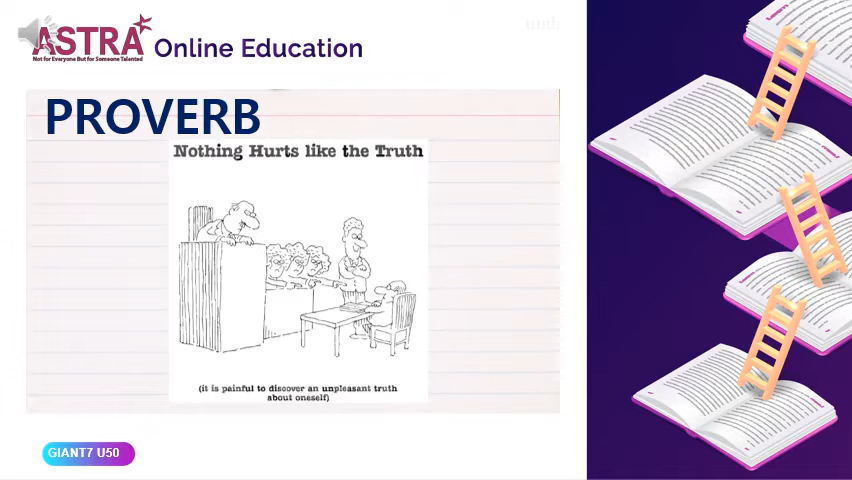 ASTRA
Not for Everyone But for Someone Talented
Online Education
PROVERB
Nothing Hurts like the Truth
(it is painful to discover an unpleasant truth
about oneself)
GIANT7 U50